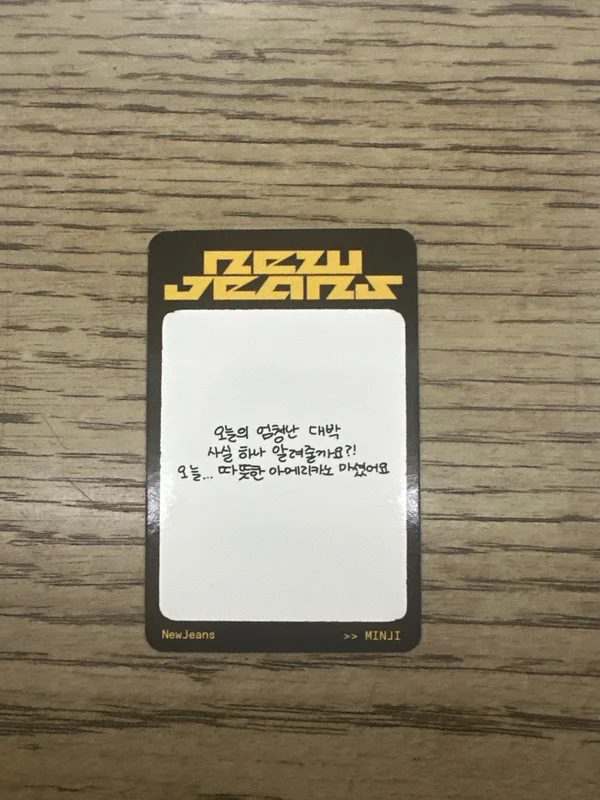 NEW
JEANS
오늘의 엄청난 대박
사실 하나 알려줄까요?!
오늘... 따뜻한 아메리카노 마셨어요
NewJeans >> MINJI